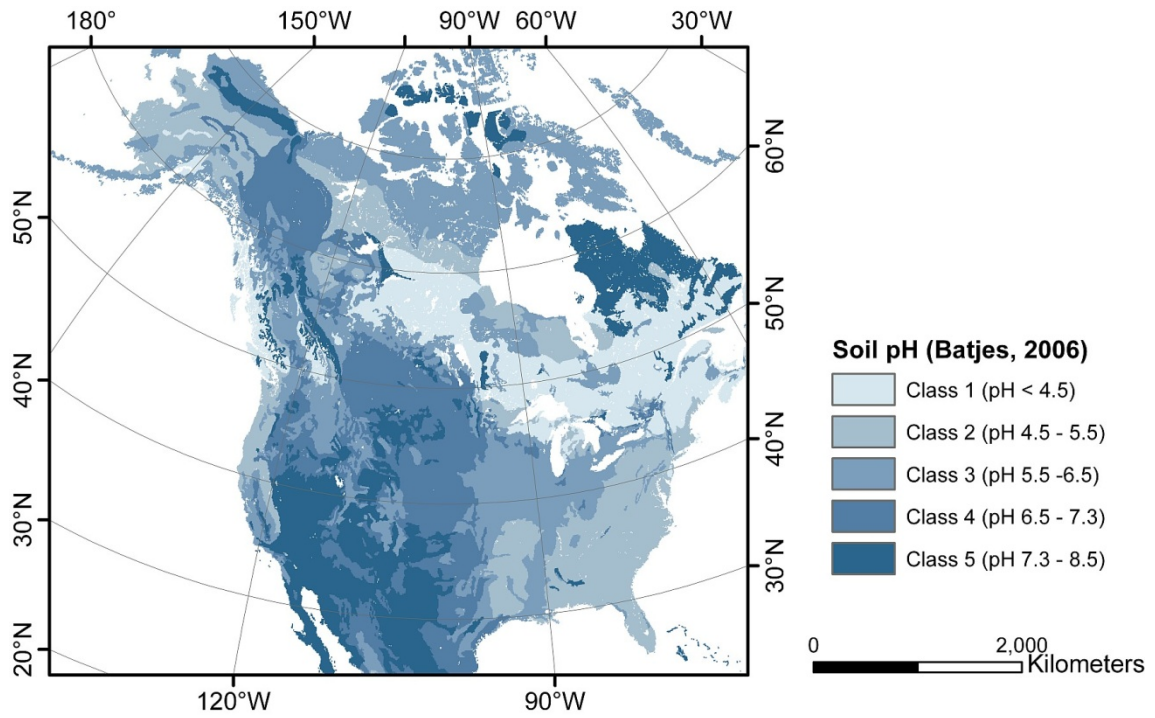 180°
150°W
90°W
60°W
30°W
50°N
40°N
30°N
20°N
60°N
50°N
40°N
30°N
120°W
90°W
Soil pH (Batjes, 2006)
Class 1 (pH < 4.5)
Class 2 (pH 4.5 - 5.5)
Class 3 (pH 5.5 -6.5)
Class 4 (pH 6.5 - 7.3)
Class 5 (pH 7.3 - 8.5)
0 2,000
Kilometers